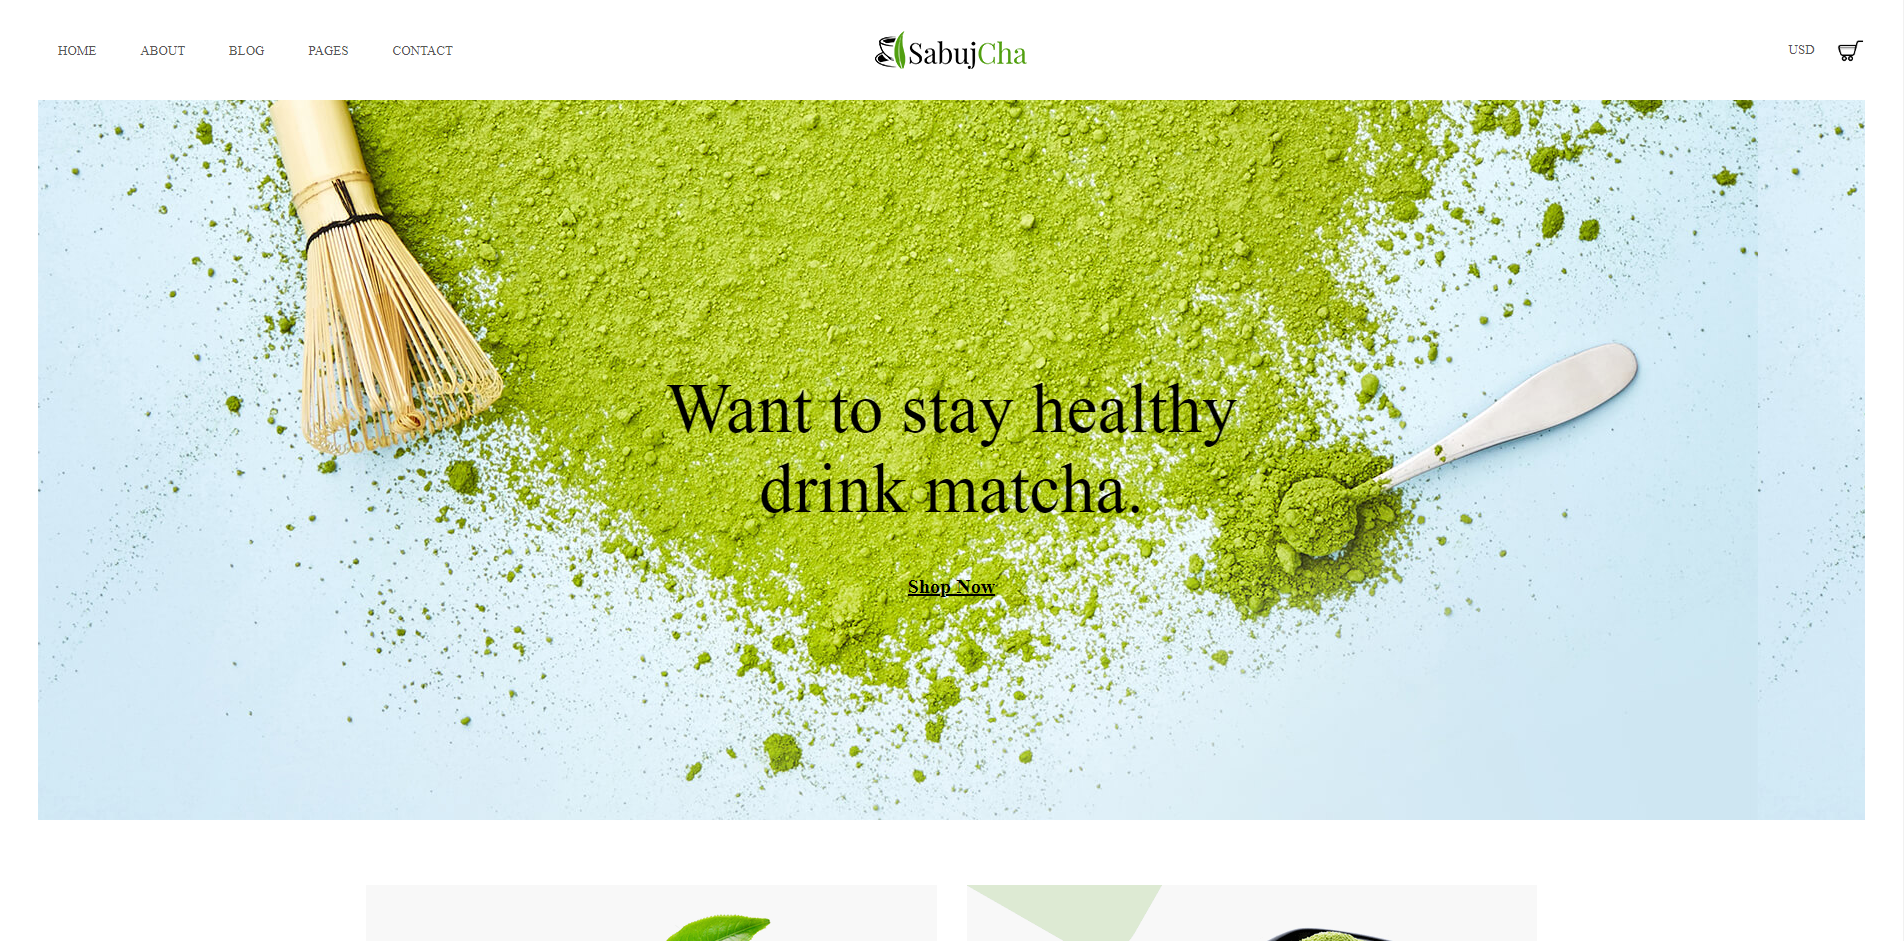 HOME
ABOUT
BLOG
PAGES
CONTACT
SabujCha
USD
Want to stay healthy
drink matcha.
Shop Now